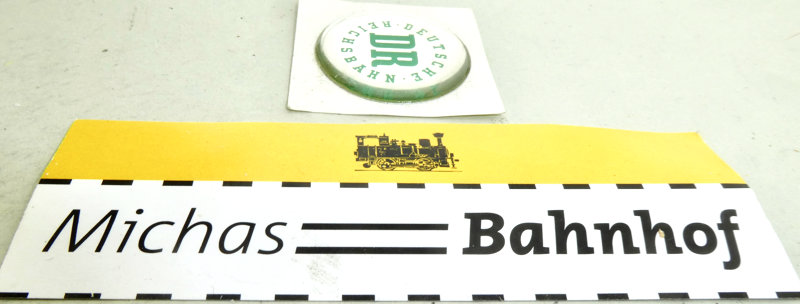 DEUTSCHE REICHSBAHN
DR
Michas Bahnhof